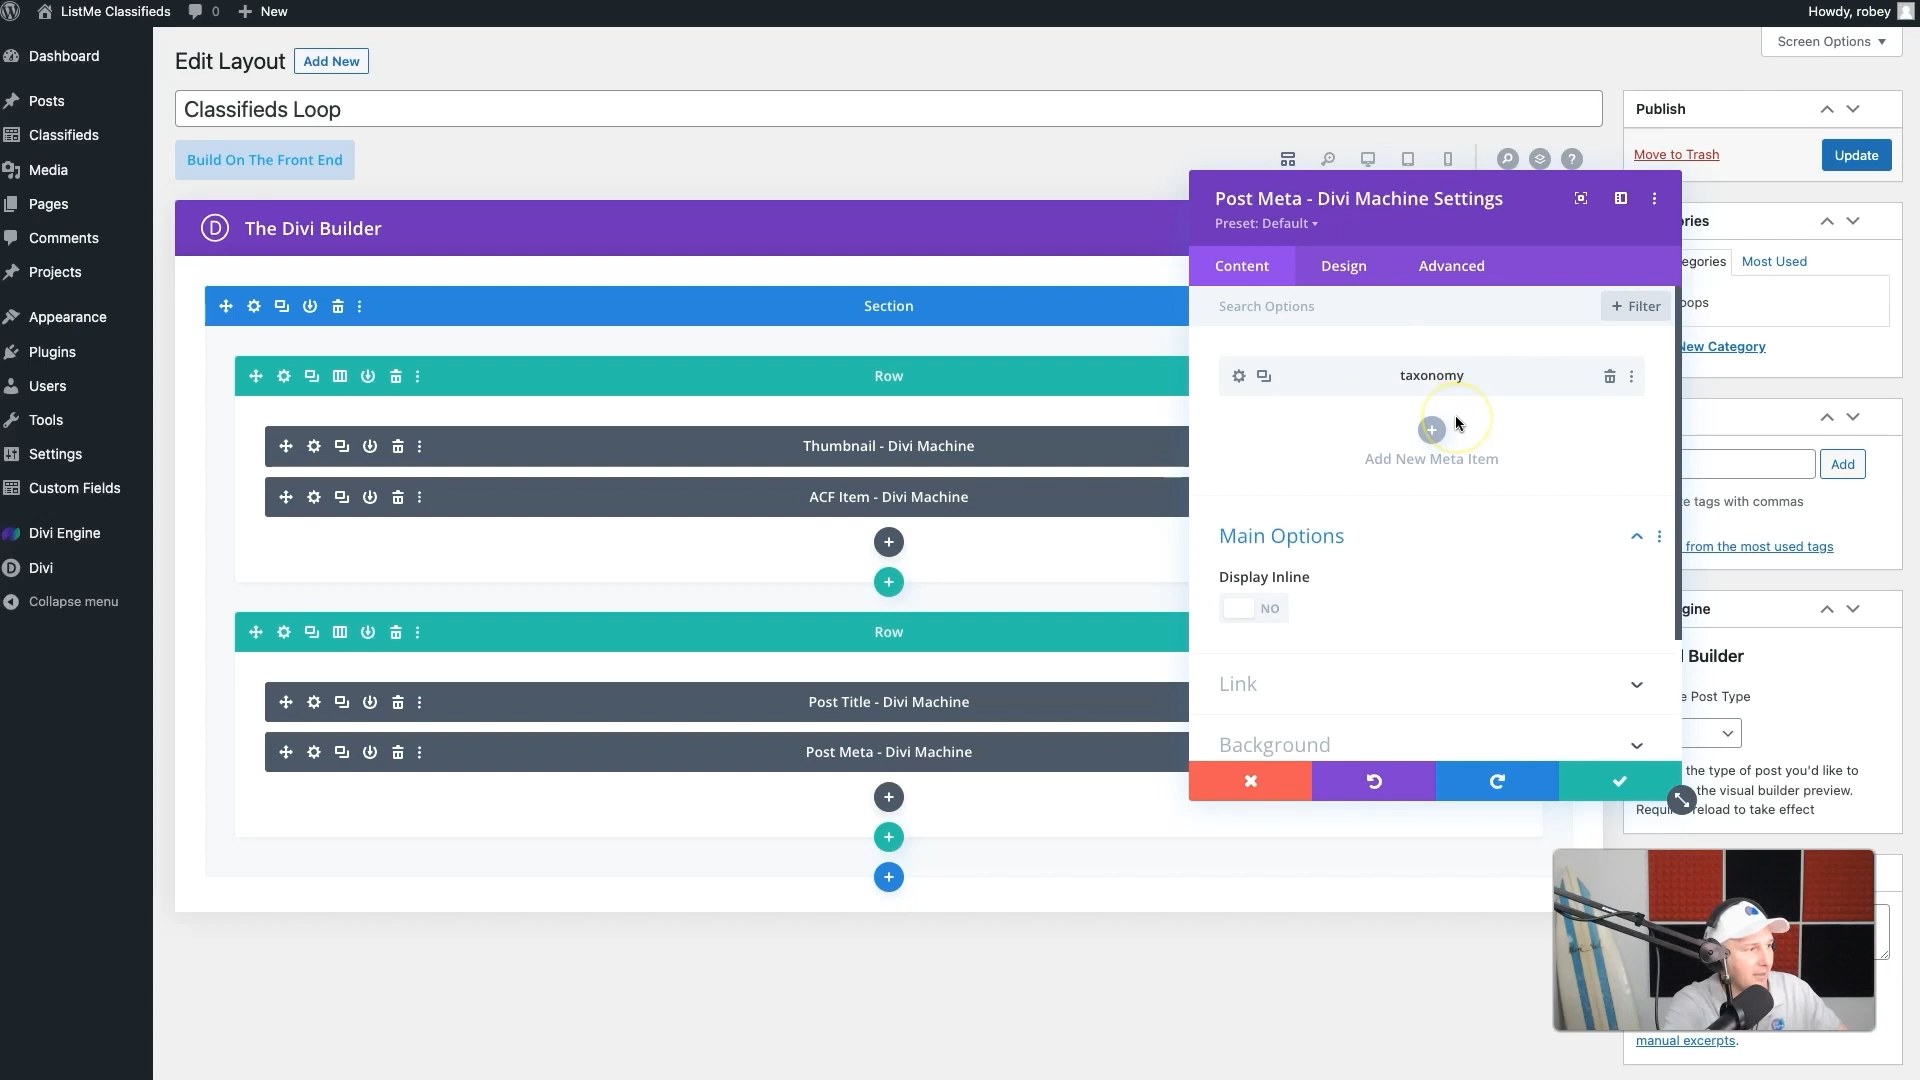 ListMe Classifieds
0
New
Howdy, robey
Screen Options
Dashboard
Posts
Classifieds
Media
Pages
Comments
Projects
Appearance
Plugins
Users
Tools
Settings
Custom Fields
Divi Engine
Divi
Collapse menu
Edit Layout
Add New
Classifieds Loop
Build On The Front End
The Divi Builder
Section
Row
Thumbnail - Divi Machine
ACF Item - Divi Machine
Row
Post Title - Divi Machine
Post Meta - Divi Machine
Post Meta - Divi Machine Settings
Preset: Default
Content
Design
Advanced
Search Options
+ Filter
taxonomy
Add New Meta Item
Main Options
Display Inline
NO
Link
Background
Publish
Move to Trash
Update
ries
egories
Most Used
oops
New Category
Add
e tags with commas
from the most used tags
gine
l Builder
e Post Type
the type of post you'd like to
the visual builder preview.
Requir reload to take effect
manual excerpts.